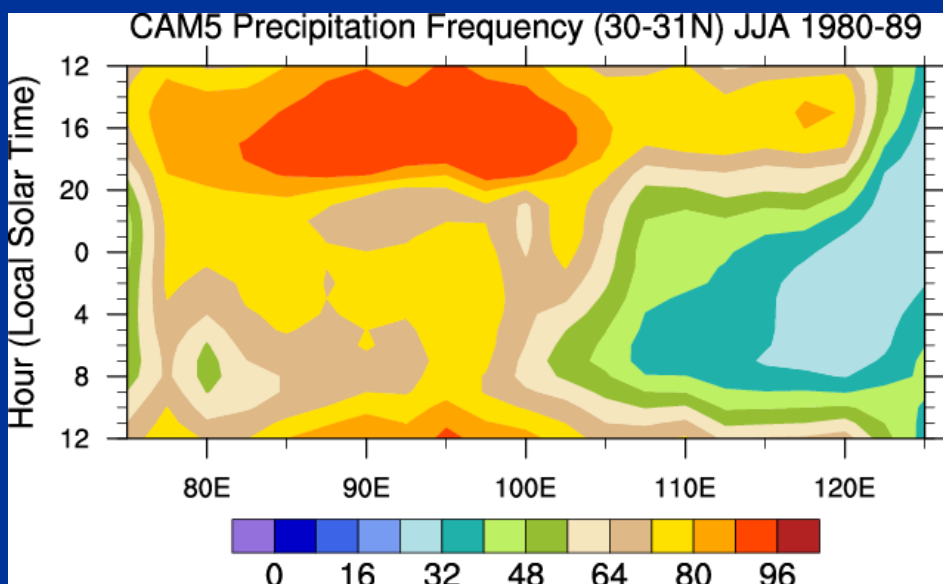 CAM5 Precipitation Frequency (30-31N) JJA 1980-89
Hour (Local Solar Time)
12
16
20
0
4
8
12
80E 90E 100E 110E 120E
0 16 32 48 64 80 96